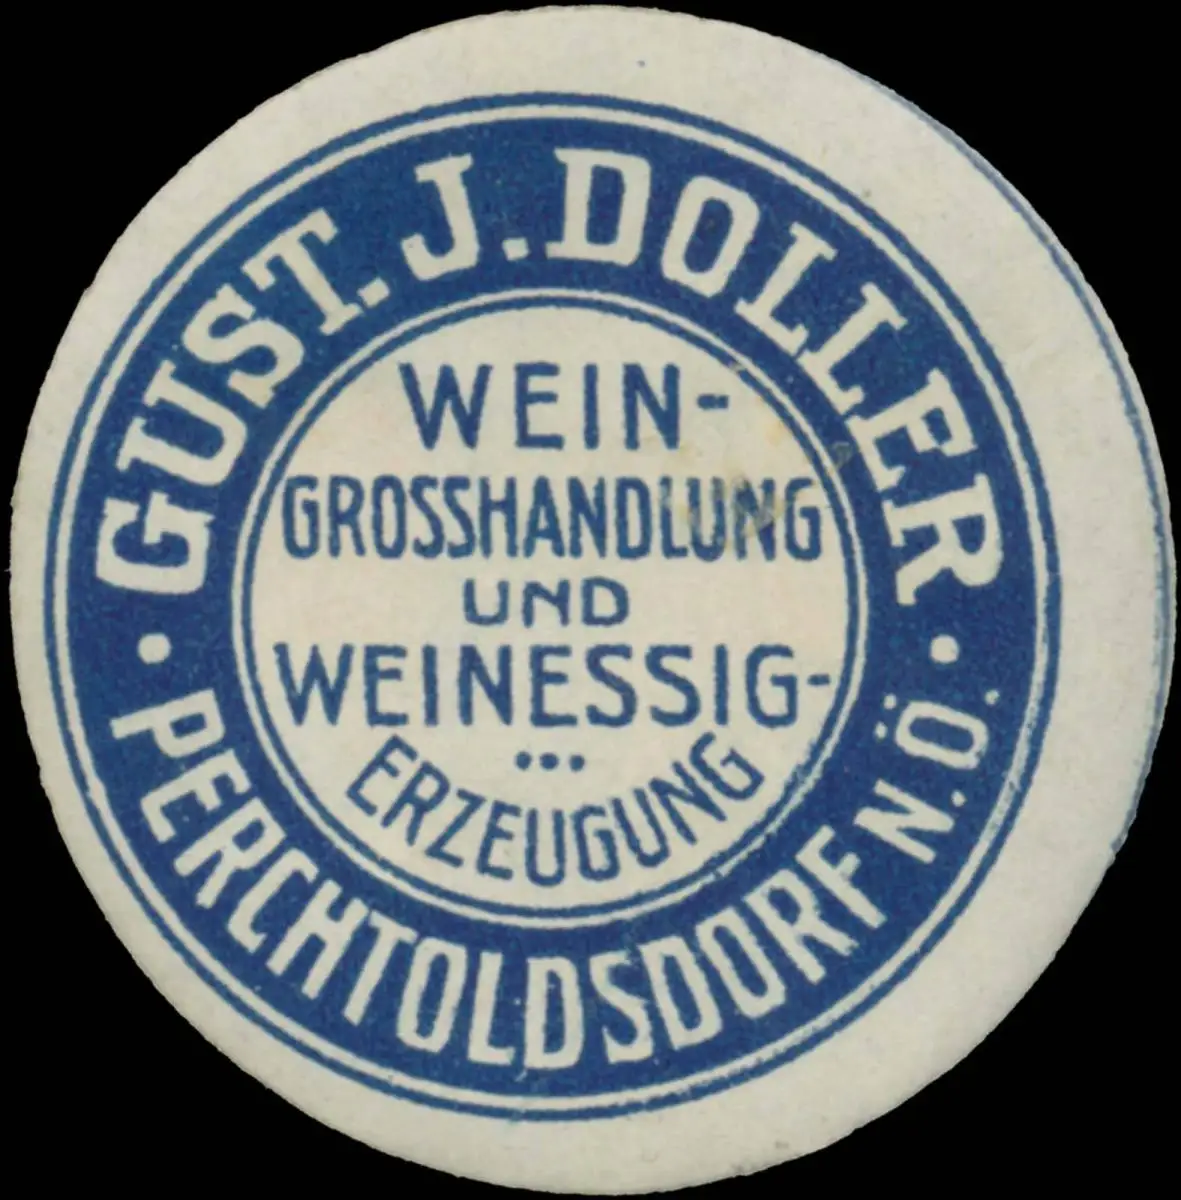 GUST. J. DOLLER
WEIN-
GROSSHANDLUNG
UND
WEINESSIG-
ERZEUGUNG
PERCHTOLDSDORF N.Ö.